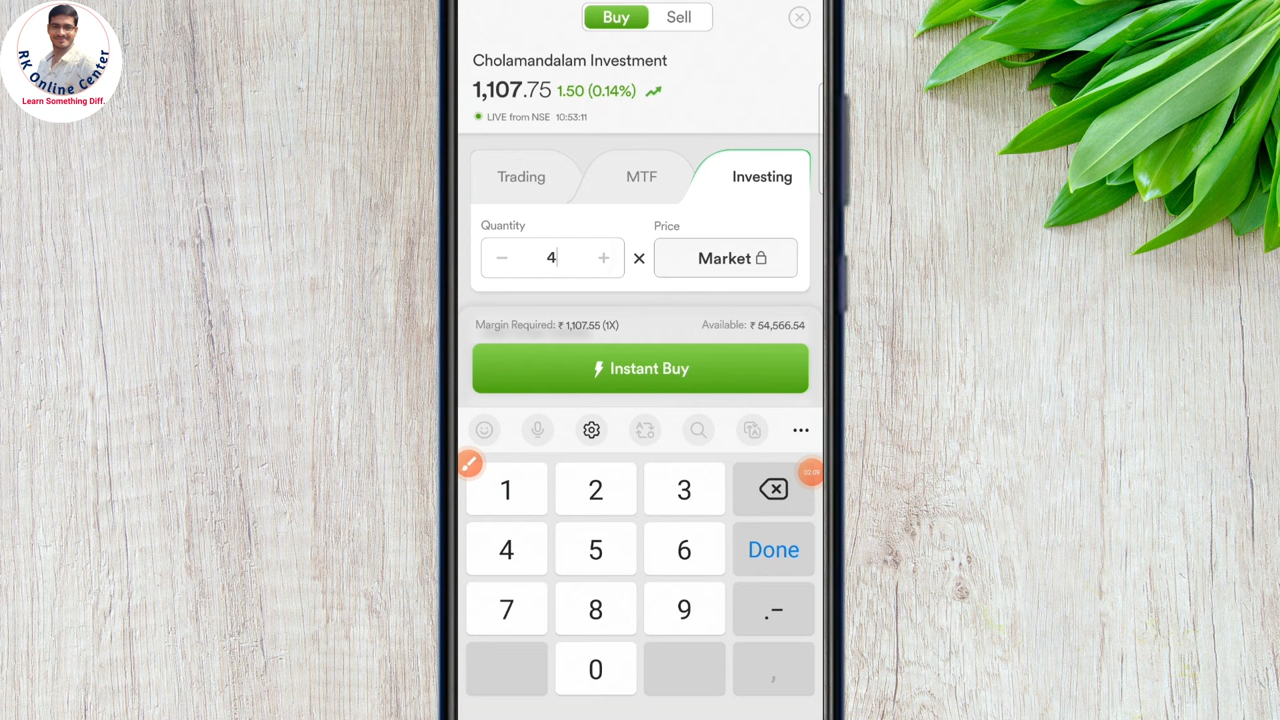 RK Online Center
Learn Something Diff.
Buy
Sell
Cholamandalam Investment
1,107.75 1.50 (0.14%)
LIVE from NSE 10:53:11
Trading
MTF
Investing
Quantity
Price
4
Market
Margin Required: ₹ 1,107.55 (1X)
Available: ₹ 54,566.54
Instant Buy
02:09
1
2
3
4
5
6
Done
7
8
9
.–
0
,